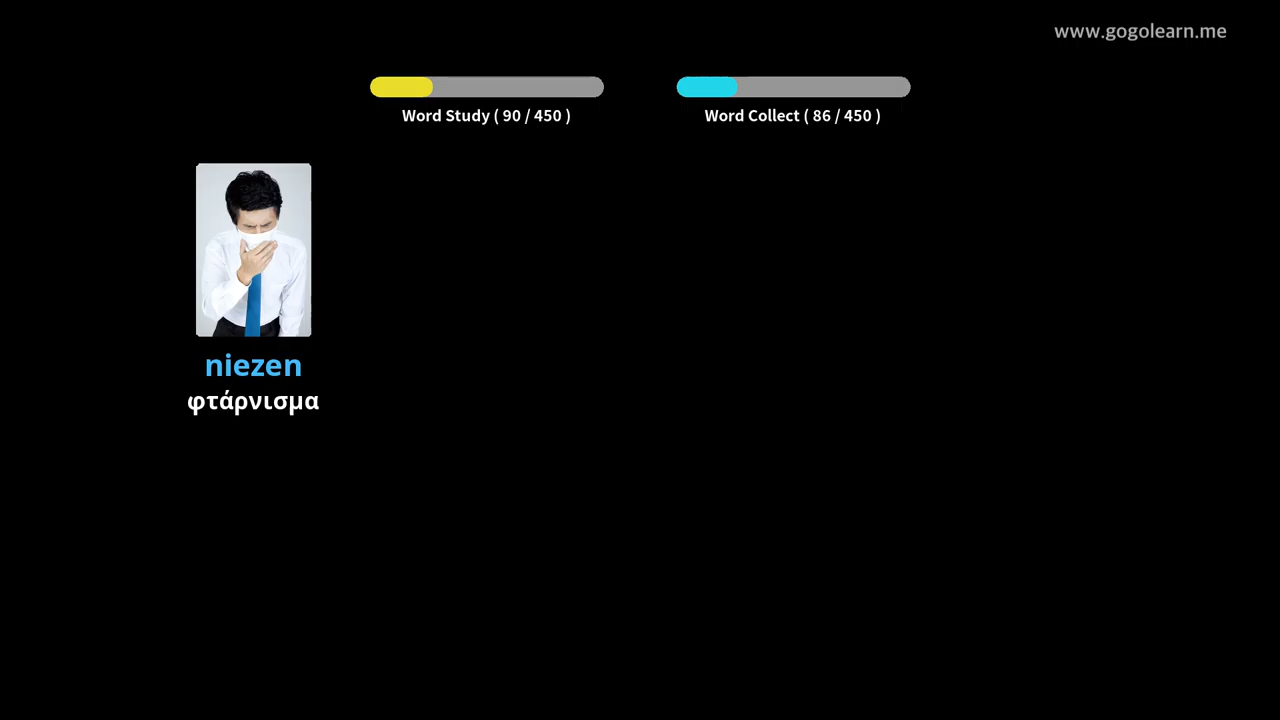 www.gogolearn.me
Word Study ( 90 / 450 )
Word Collect ( 86 / 450 )
niezen
φτάρνισμα